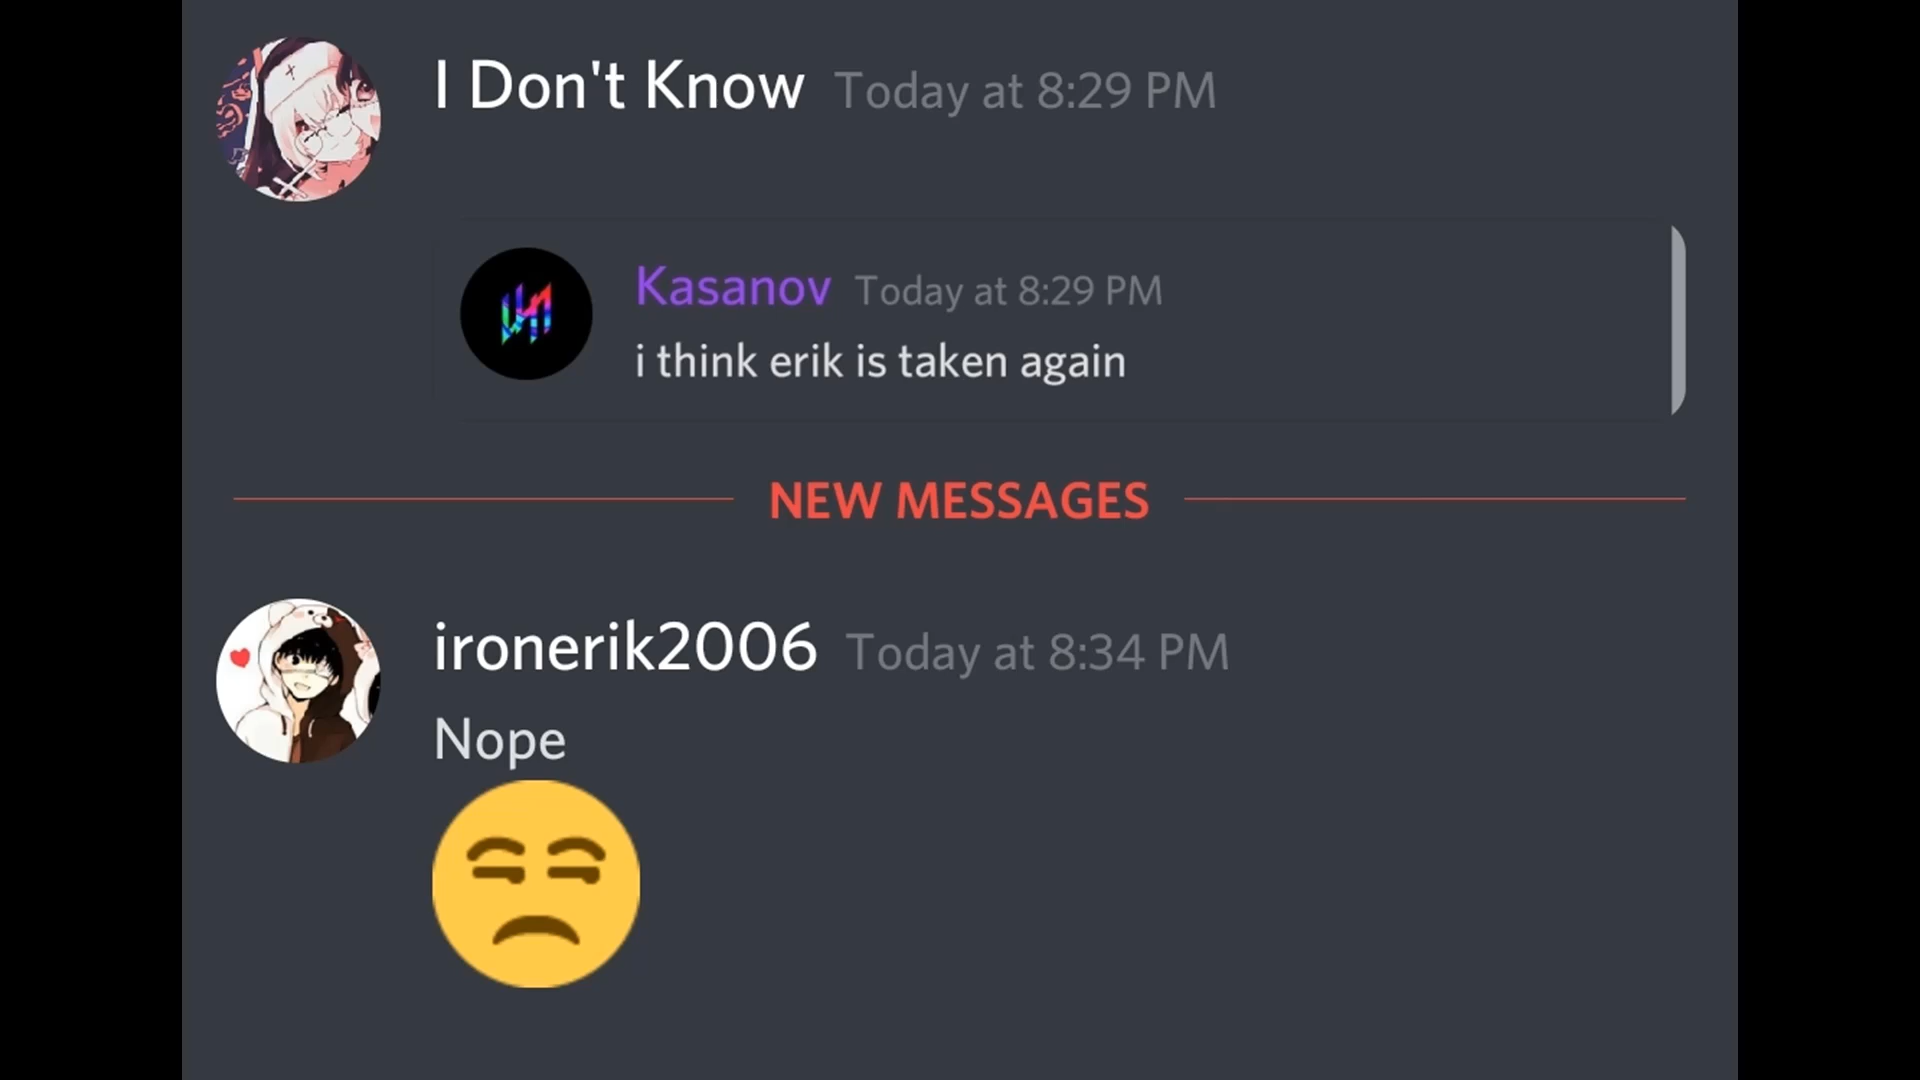 I Don't Know Today at 8:29 PM
Kasanov Today at 8:29 PM
i think erik is taken again
NEW MESSAGES
ironerik2006 Today at 8:34 PM
Nope